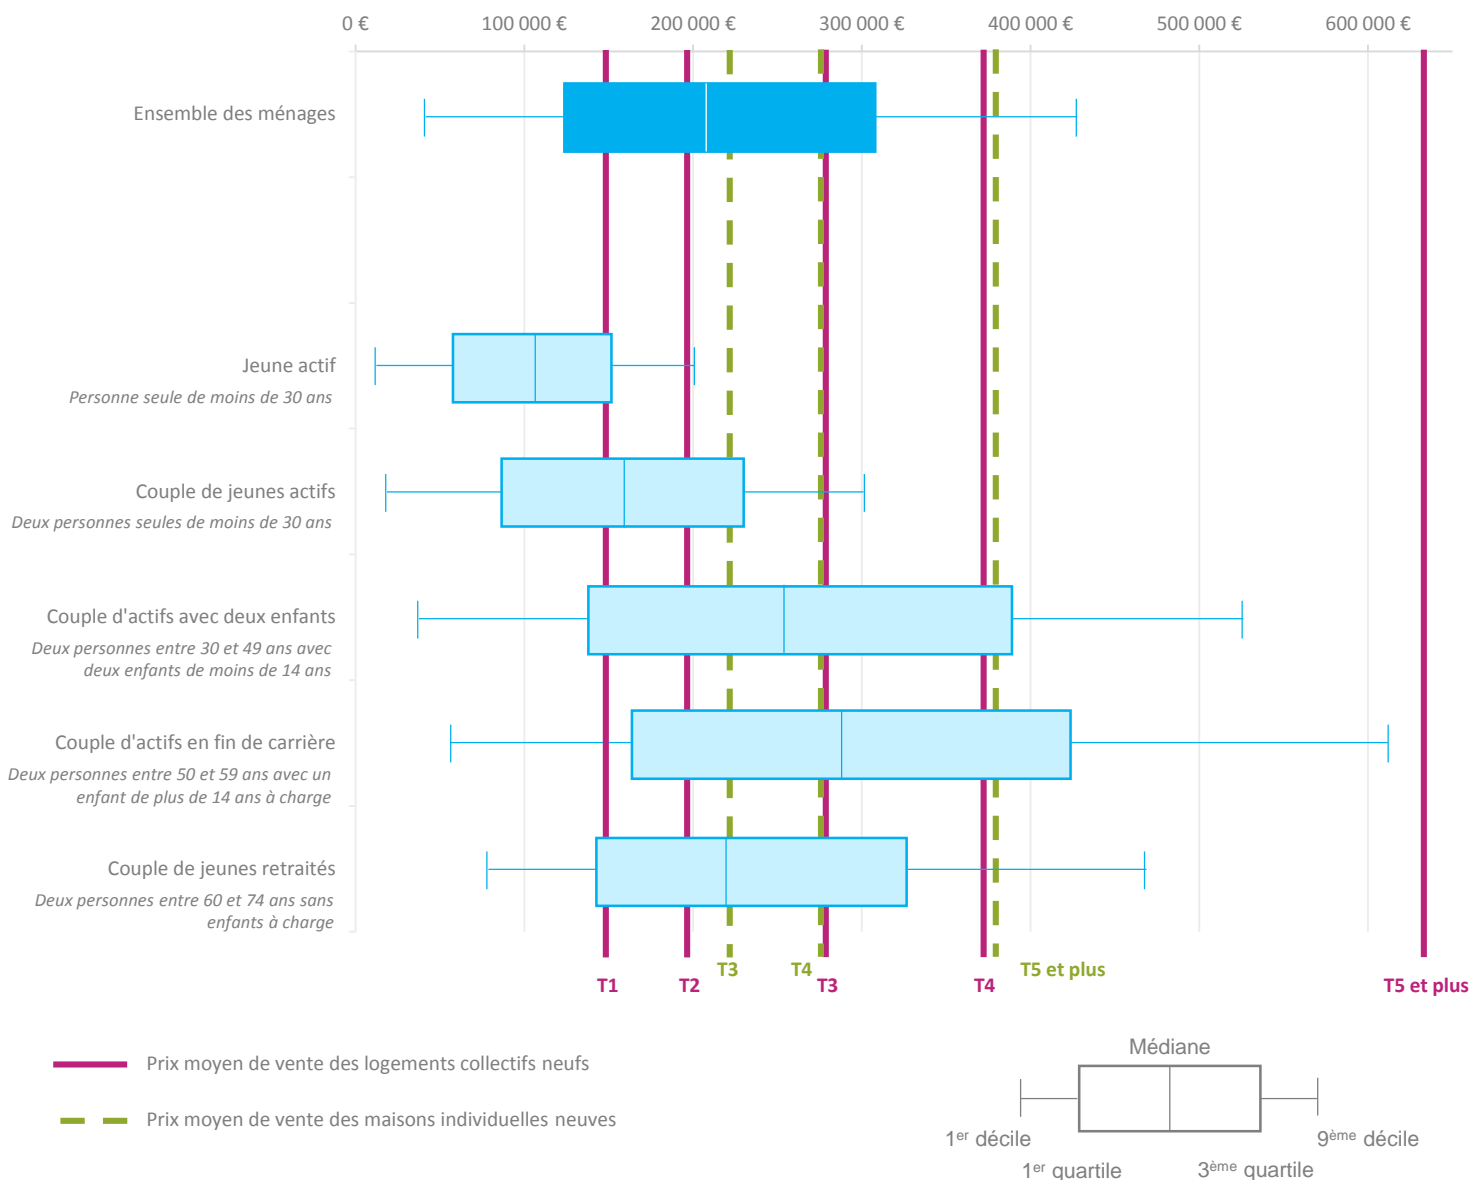 0 € 100 000 € 200 000 € 300 000 € 400 000 € 500 000 € 600 000 €
Ensemble des ménages
Jeune actif
Personne seule de moins de 30 ans
Couple de jeunes actifs
Deux personnes seules de moins de 30 ans
Couple d'actifs avec deux enfants
Deux personnes entre 30 et 49 ans avec
deux enfants de moins de 14 ans
Couple d'actifs en fin de carrière
Deux personnes entre 50 et 59 ans avec un
enfant de plus de 14 ans à charge
Couple de jeunes retraités
Deux personnes entre 60 et 74 ans sans
enfants à charge
T3 T4 T5 et plus
T1 T2 T3 T4 T5 et plus
Prix moyen de vente des logements collectifs neufs
Prix moyen de vente des maisons individuelles neuves
Médiane
1er décile 9ème décile
1er quartile 3ème quartile